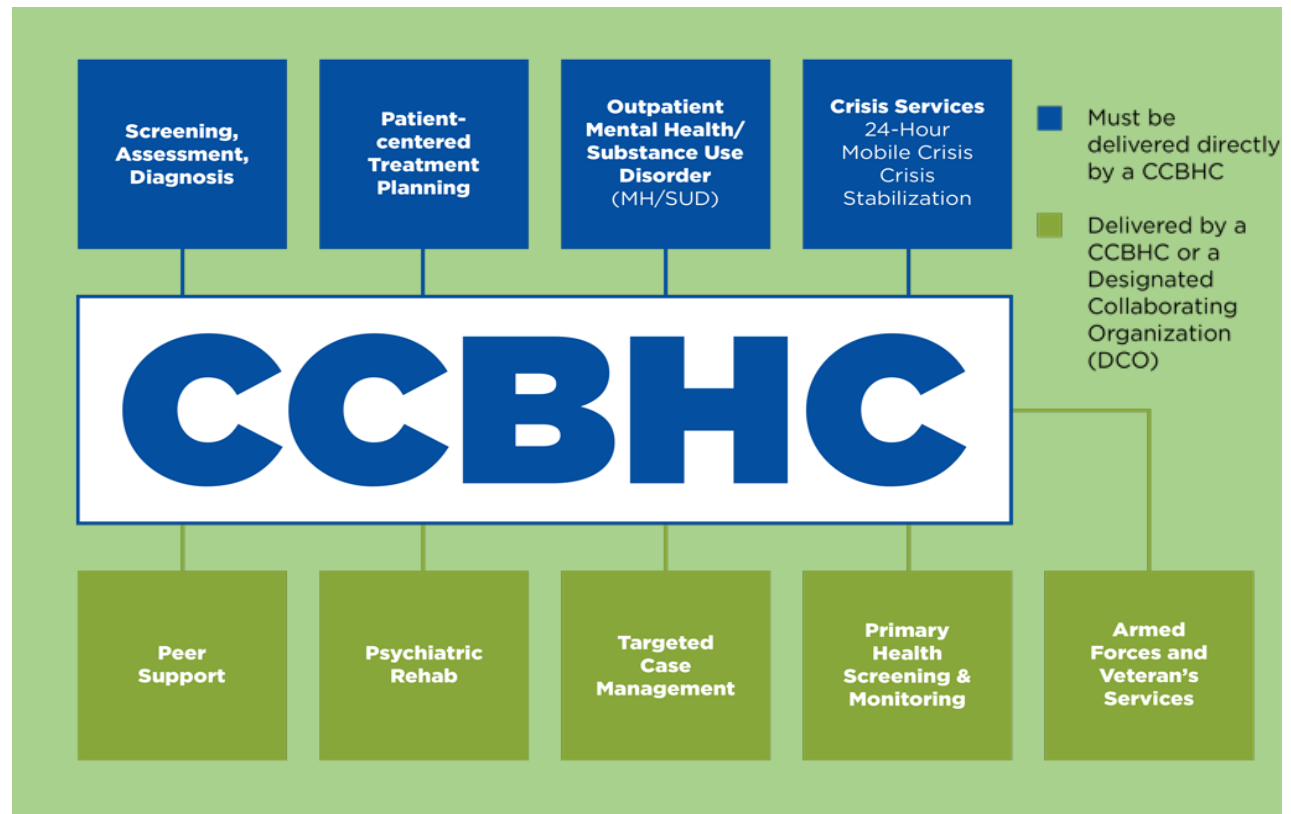 Screening,
Assessment,
Diagnosis
Patient-
centered
Treatment
Planning
Outpatient
Mental Health/
Substance Use
Disorder
(MH/SUD)
Crisis Services
24-Hour
Mobile Crisis
Crisis
Stabilization
Must be
delivered directly
by a CCBHC
Delivered by a
CCBHC or a
Designated
Collaborating
Organization
(DCO)
CCBHC
Peer
Support
Psychiatric
Rehab
Targeted
Case
Management
Primary
Health
Screening &
Monitoring
Armed
Forces and
Veteran's
Services